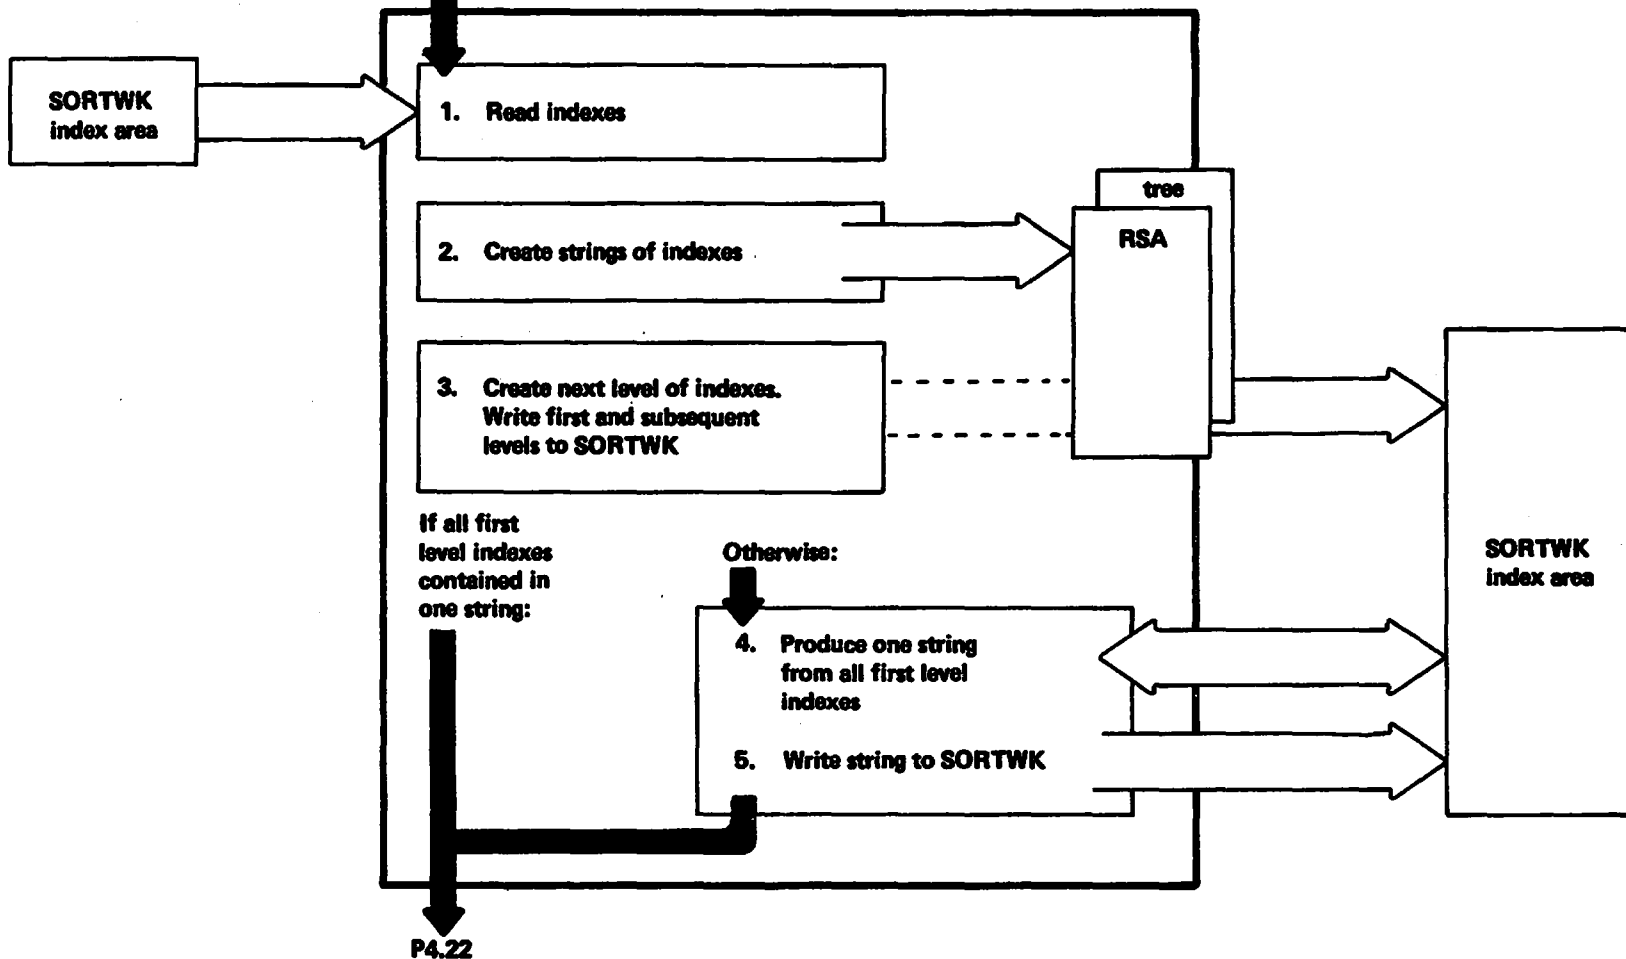 SORTWK
index area
1. Read indexes
tree
RSA
2. Create strings of indexes
3. Create next level of indexes.
Write first and subsequent
levels to SORTWK
If all first
level indexes
contained in
one string:
Otherwise:
SORTWK
index area
4. Produce one string
from all first level
indexes
5. Write string to SORTWK
P4.22